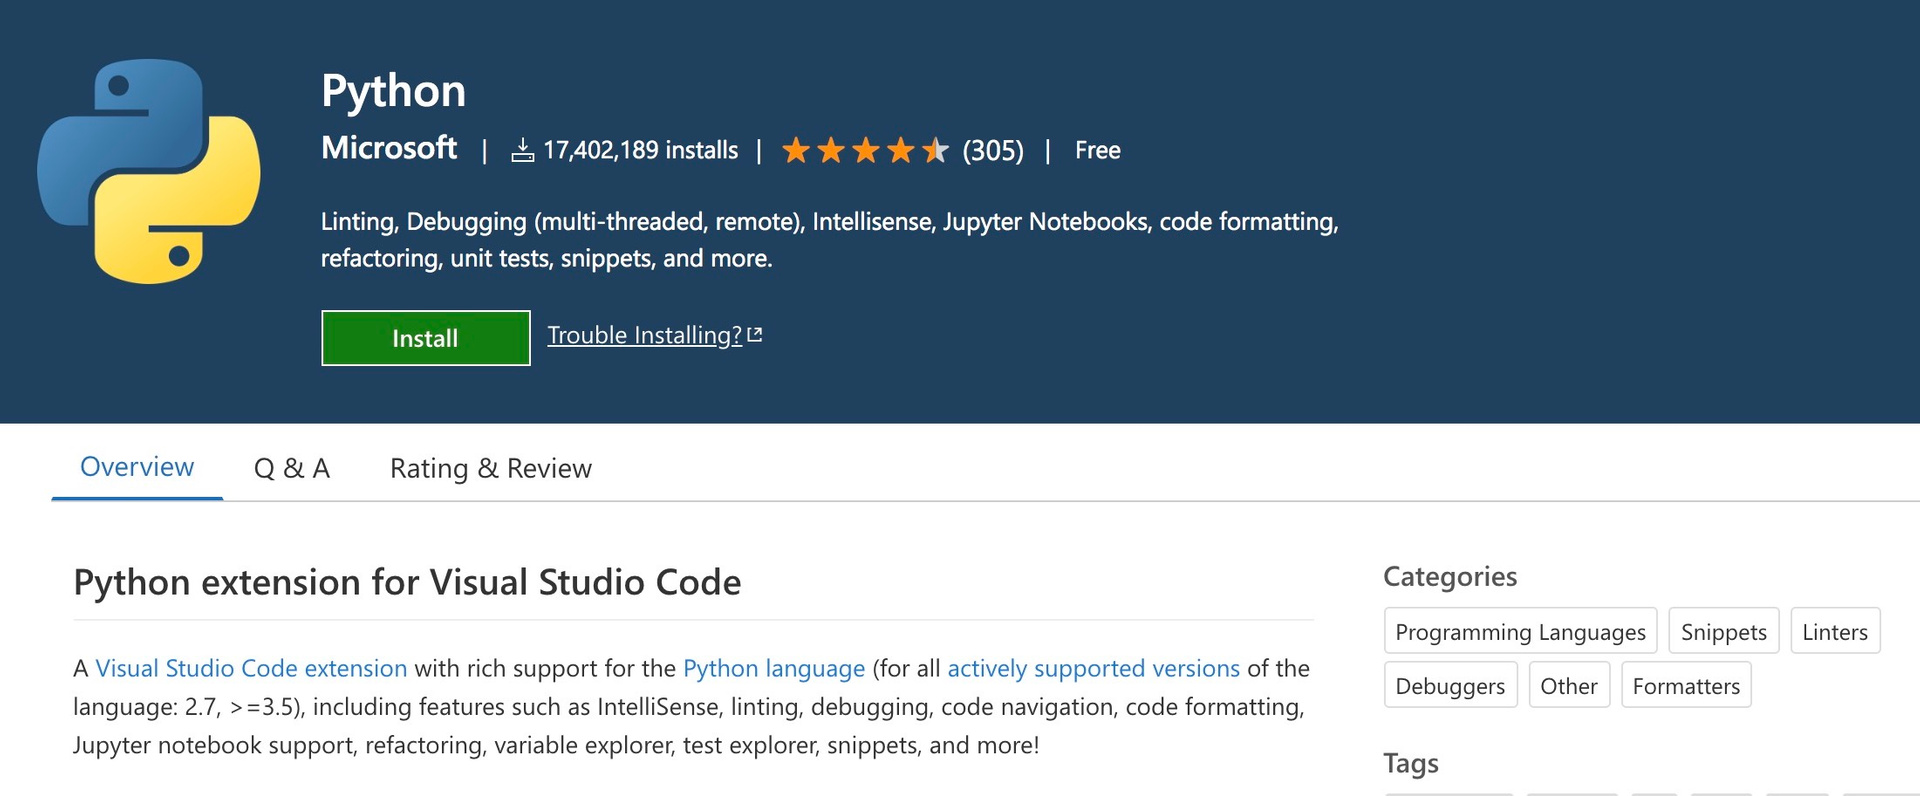 Python
Microsoft | 17,402,189 installs | (305) | Free
Linting, Debugging (multi-threaded, remote), Intellisense, Jupyter Notebooks, code formatting,
refactoring, unit tests, snippets, and more.
Install Trouble Installing?
Overview Q & A Rating & Review
Python extension for Visual Studio Code
A Visual Studio Code extension with rich support for the Python language (for all actively supported versions of the
language: 2.7, >=3.5), including features such as IntelliSense, linting, debugging, code navigation, code formatting,
Jupyter notebook support, refactoring, variable explorer, test explorer, snippets, and more!
Categories
Programming Languages Snippets Linters
Debuggers Other Formatters
Tags